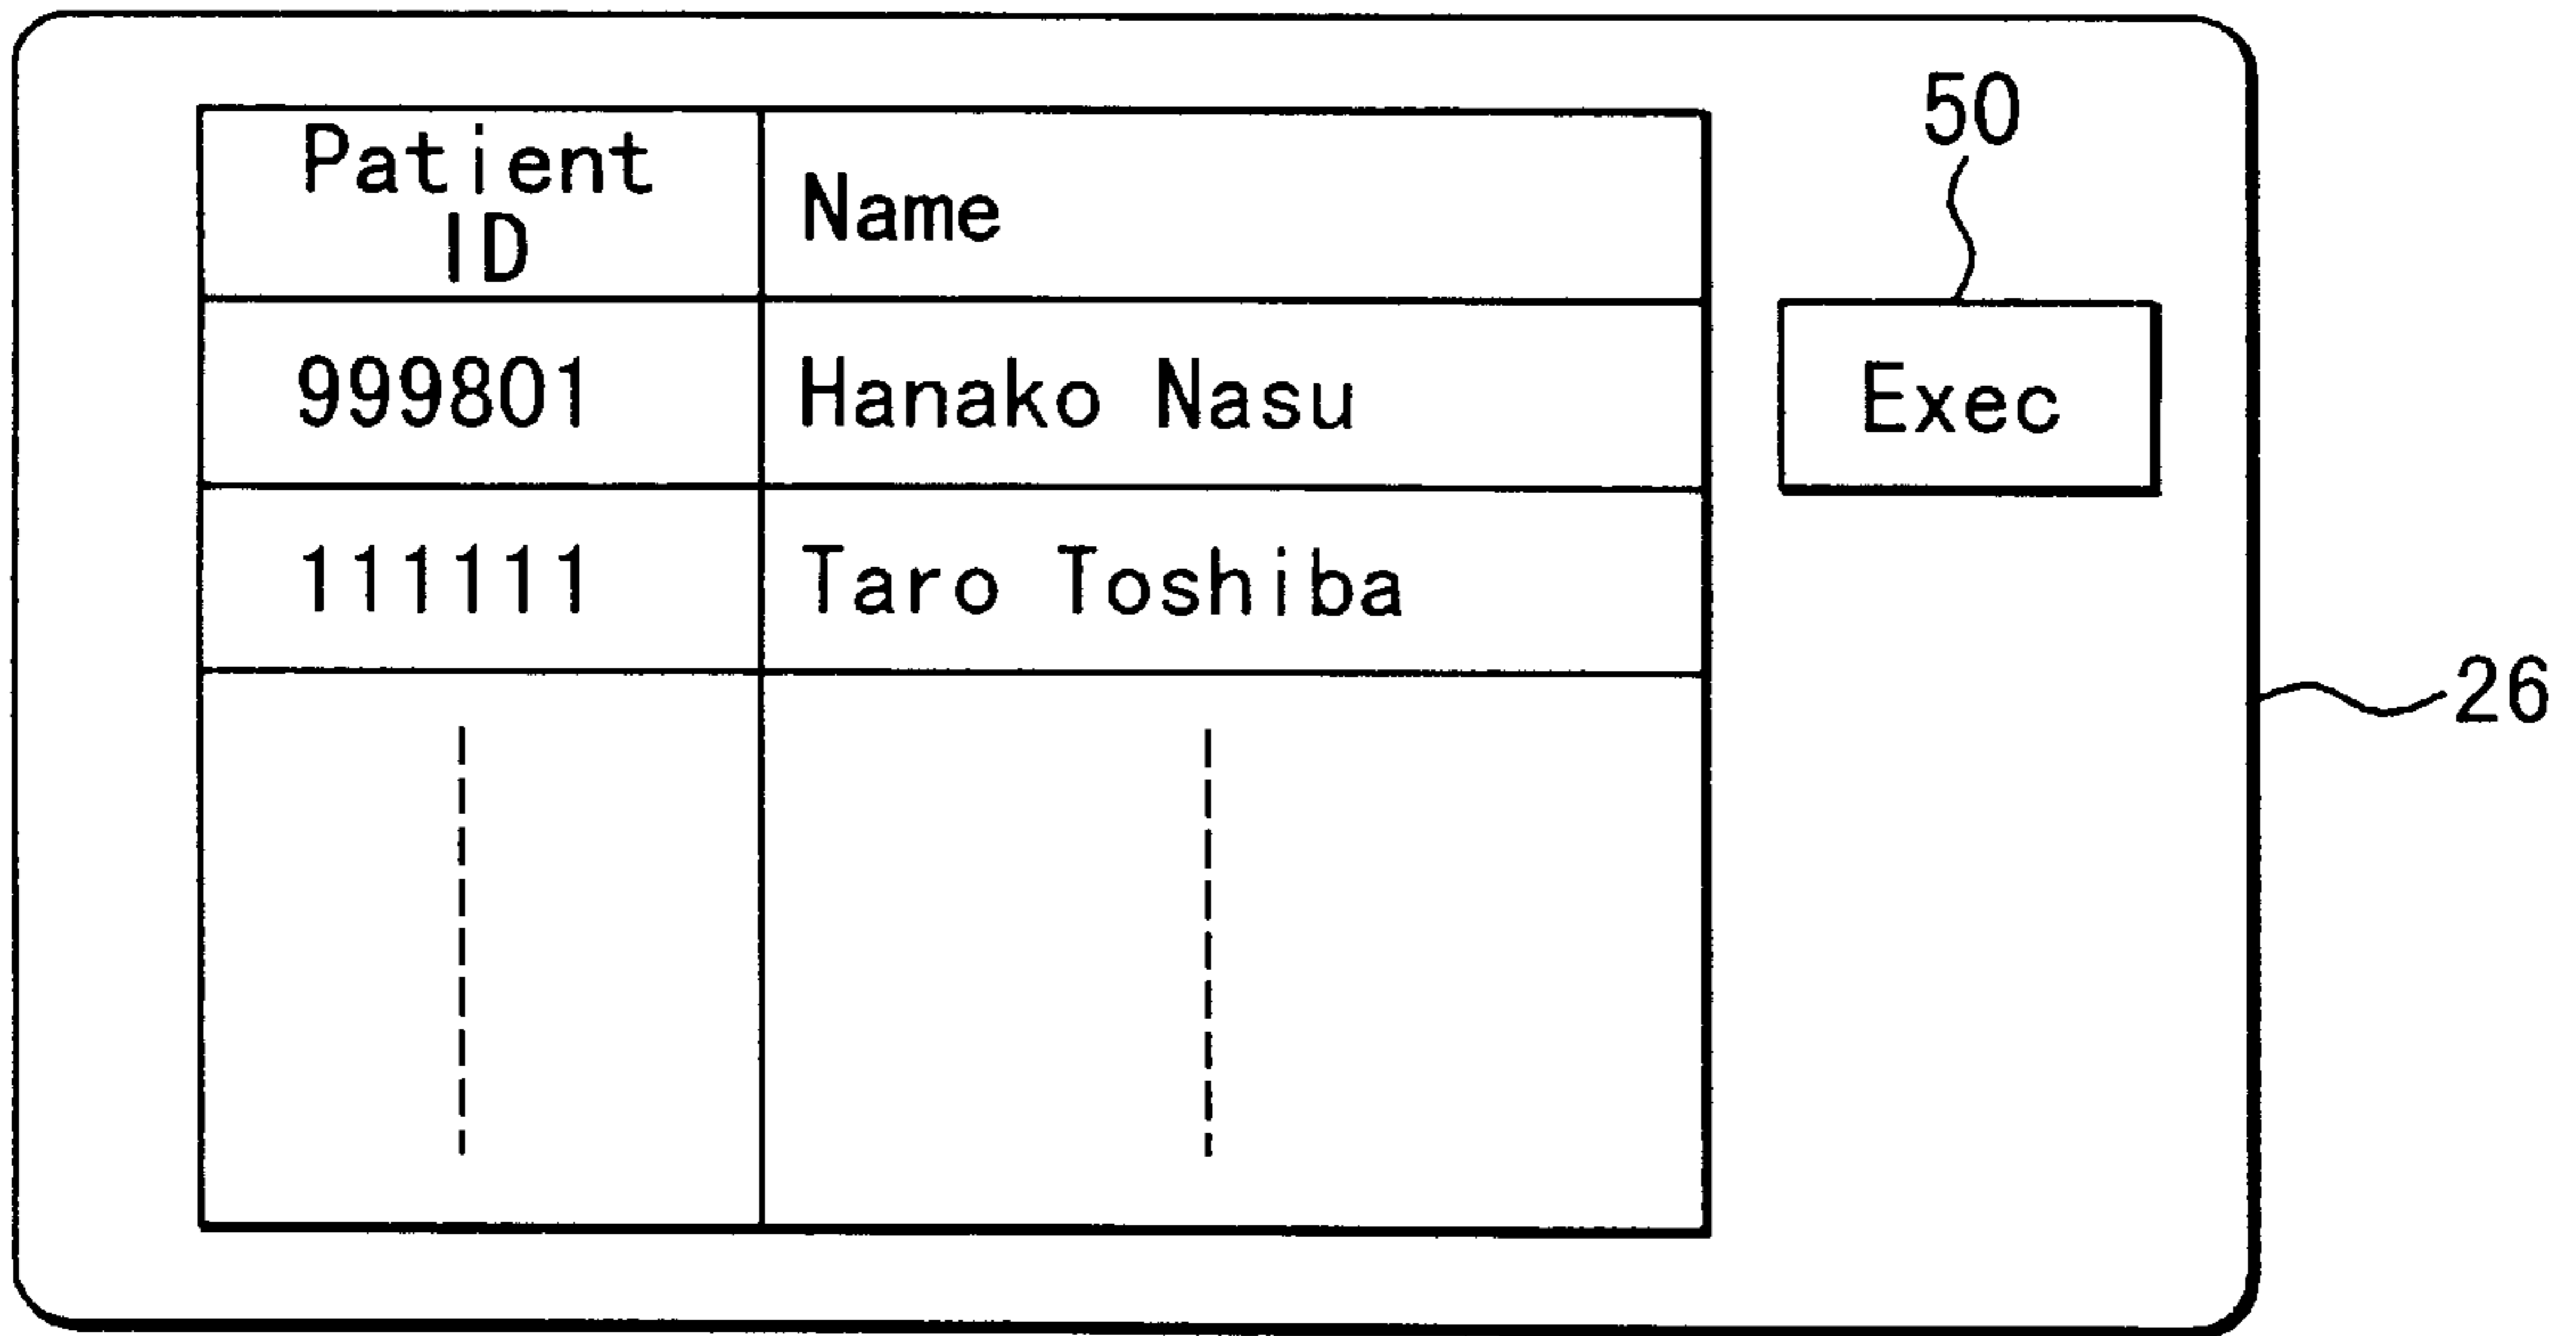 Patient
ID
Name
50
999801
Hanako Nasu
Exec
111111
Taro Toshiba
26